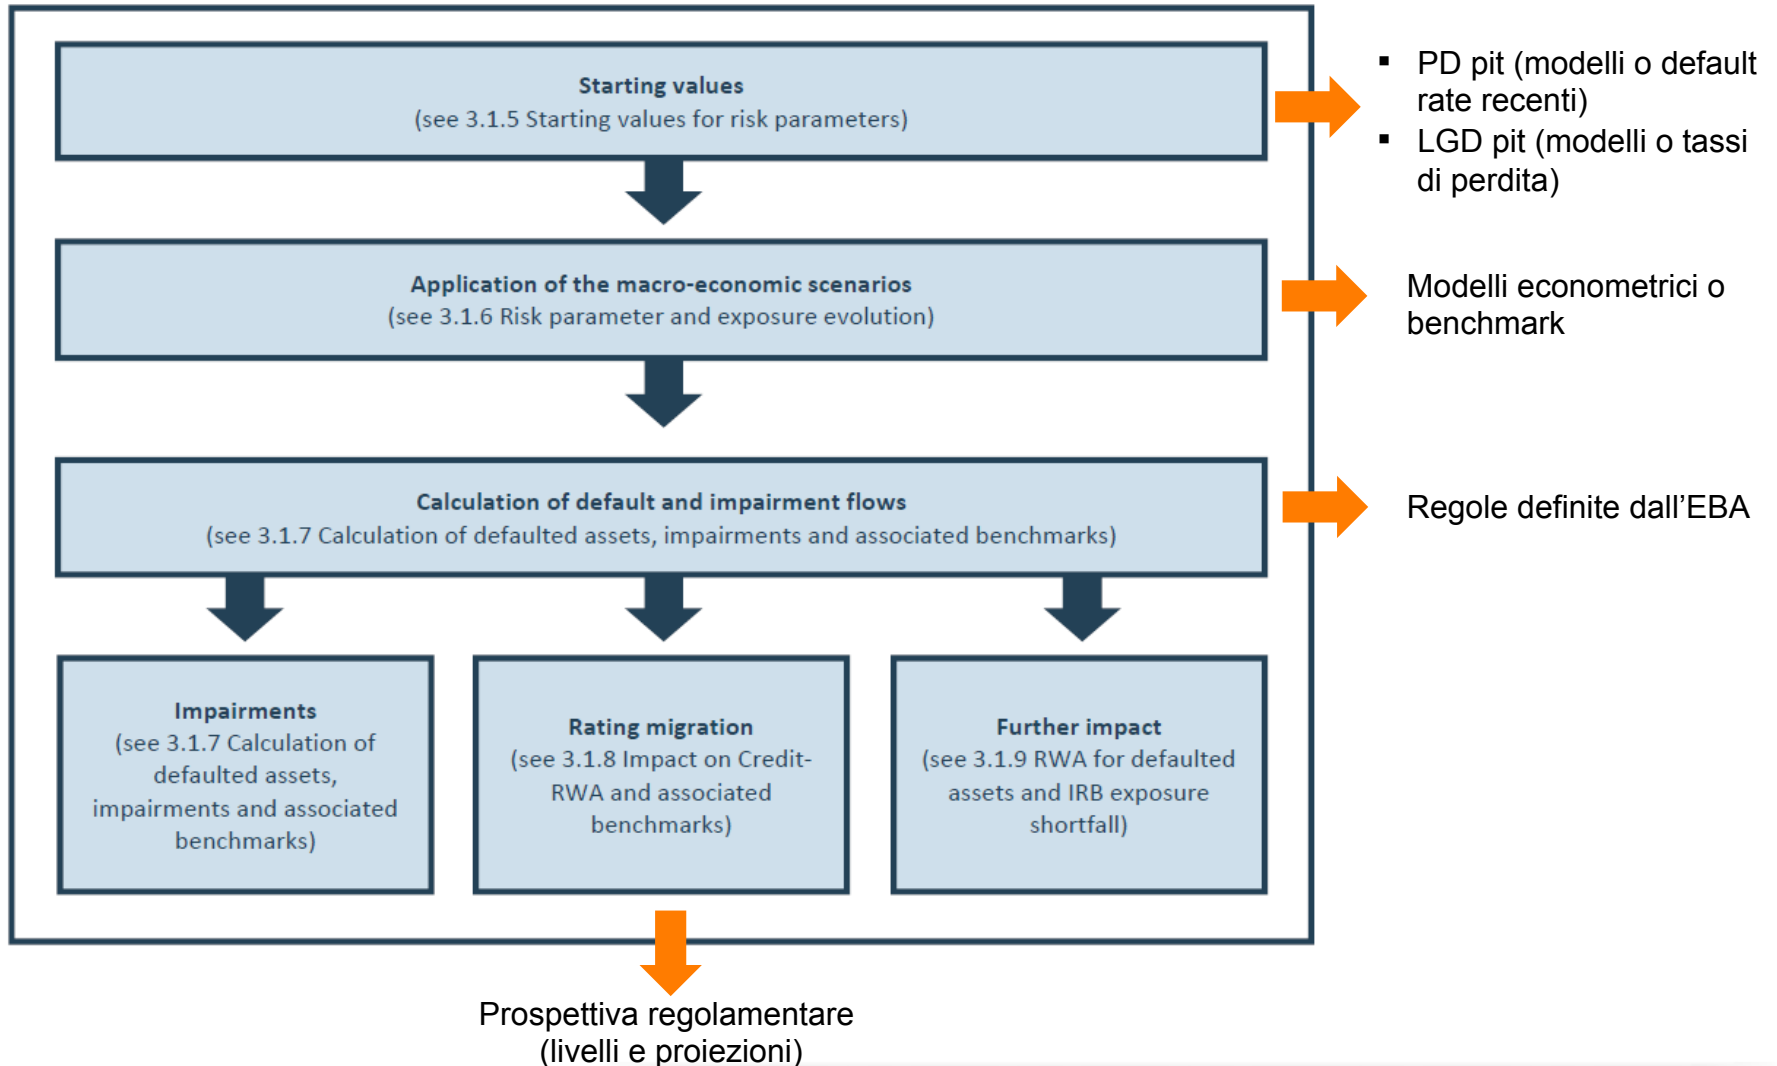 Starting values
(see 3.1.5 Starting values for risk parameters)
▪ PD pit (modelli o default
rate recenti)
▪ LGD pit (modelli o tassi
di perdita)
Application of the macro-economic scenarios
(see 3.1.6 Risk parameter and exposure evolution)
Modelli econometrici o
benchmark
Calculation of default and impairment flows
(see 3.1.7 Calculation of defaulted assets, impairments and associated benchmarks)
Regole definite dall’EBA
Impairments
(see 3.1.7 Calculation of
defaulted assets,
impairments and associated
benchmarks)
Rating migration
(see 3.1.8 Impact on Credit-
RWA and associated
benchmarks)
Further impact
(see 3.1.9 RWA for defaulted
assets and IRB exposure
shortfall)
Prospettiva regolamentare
(livelli e proiezioni)